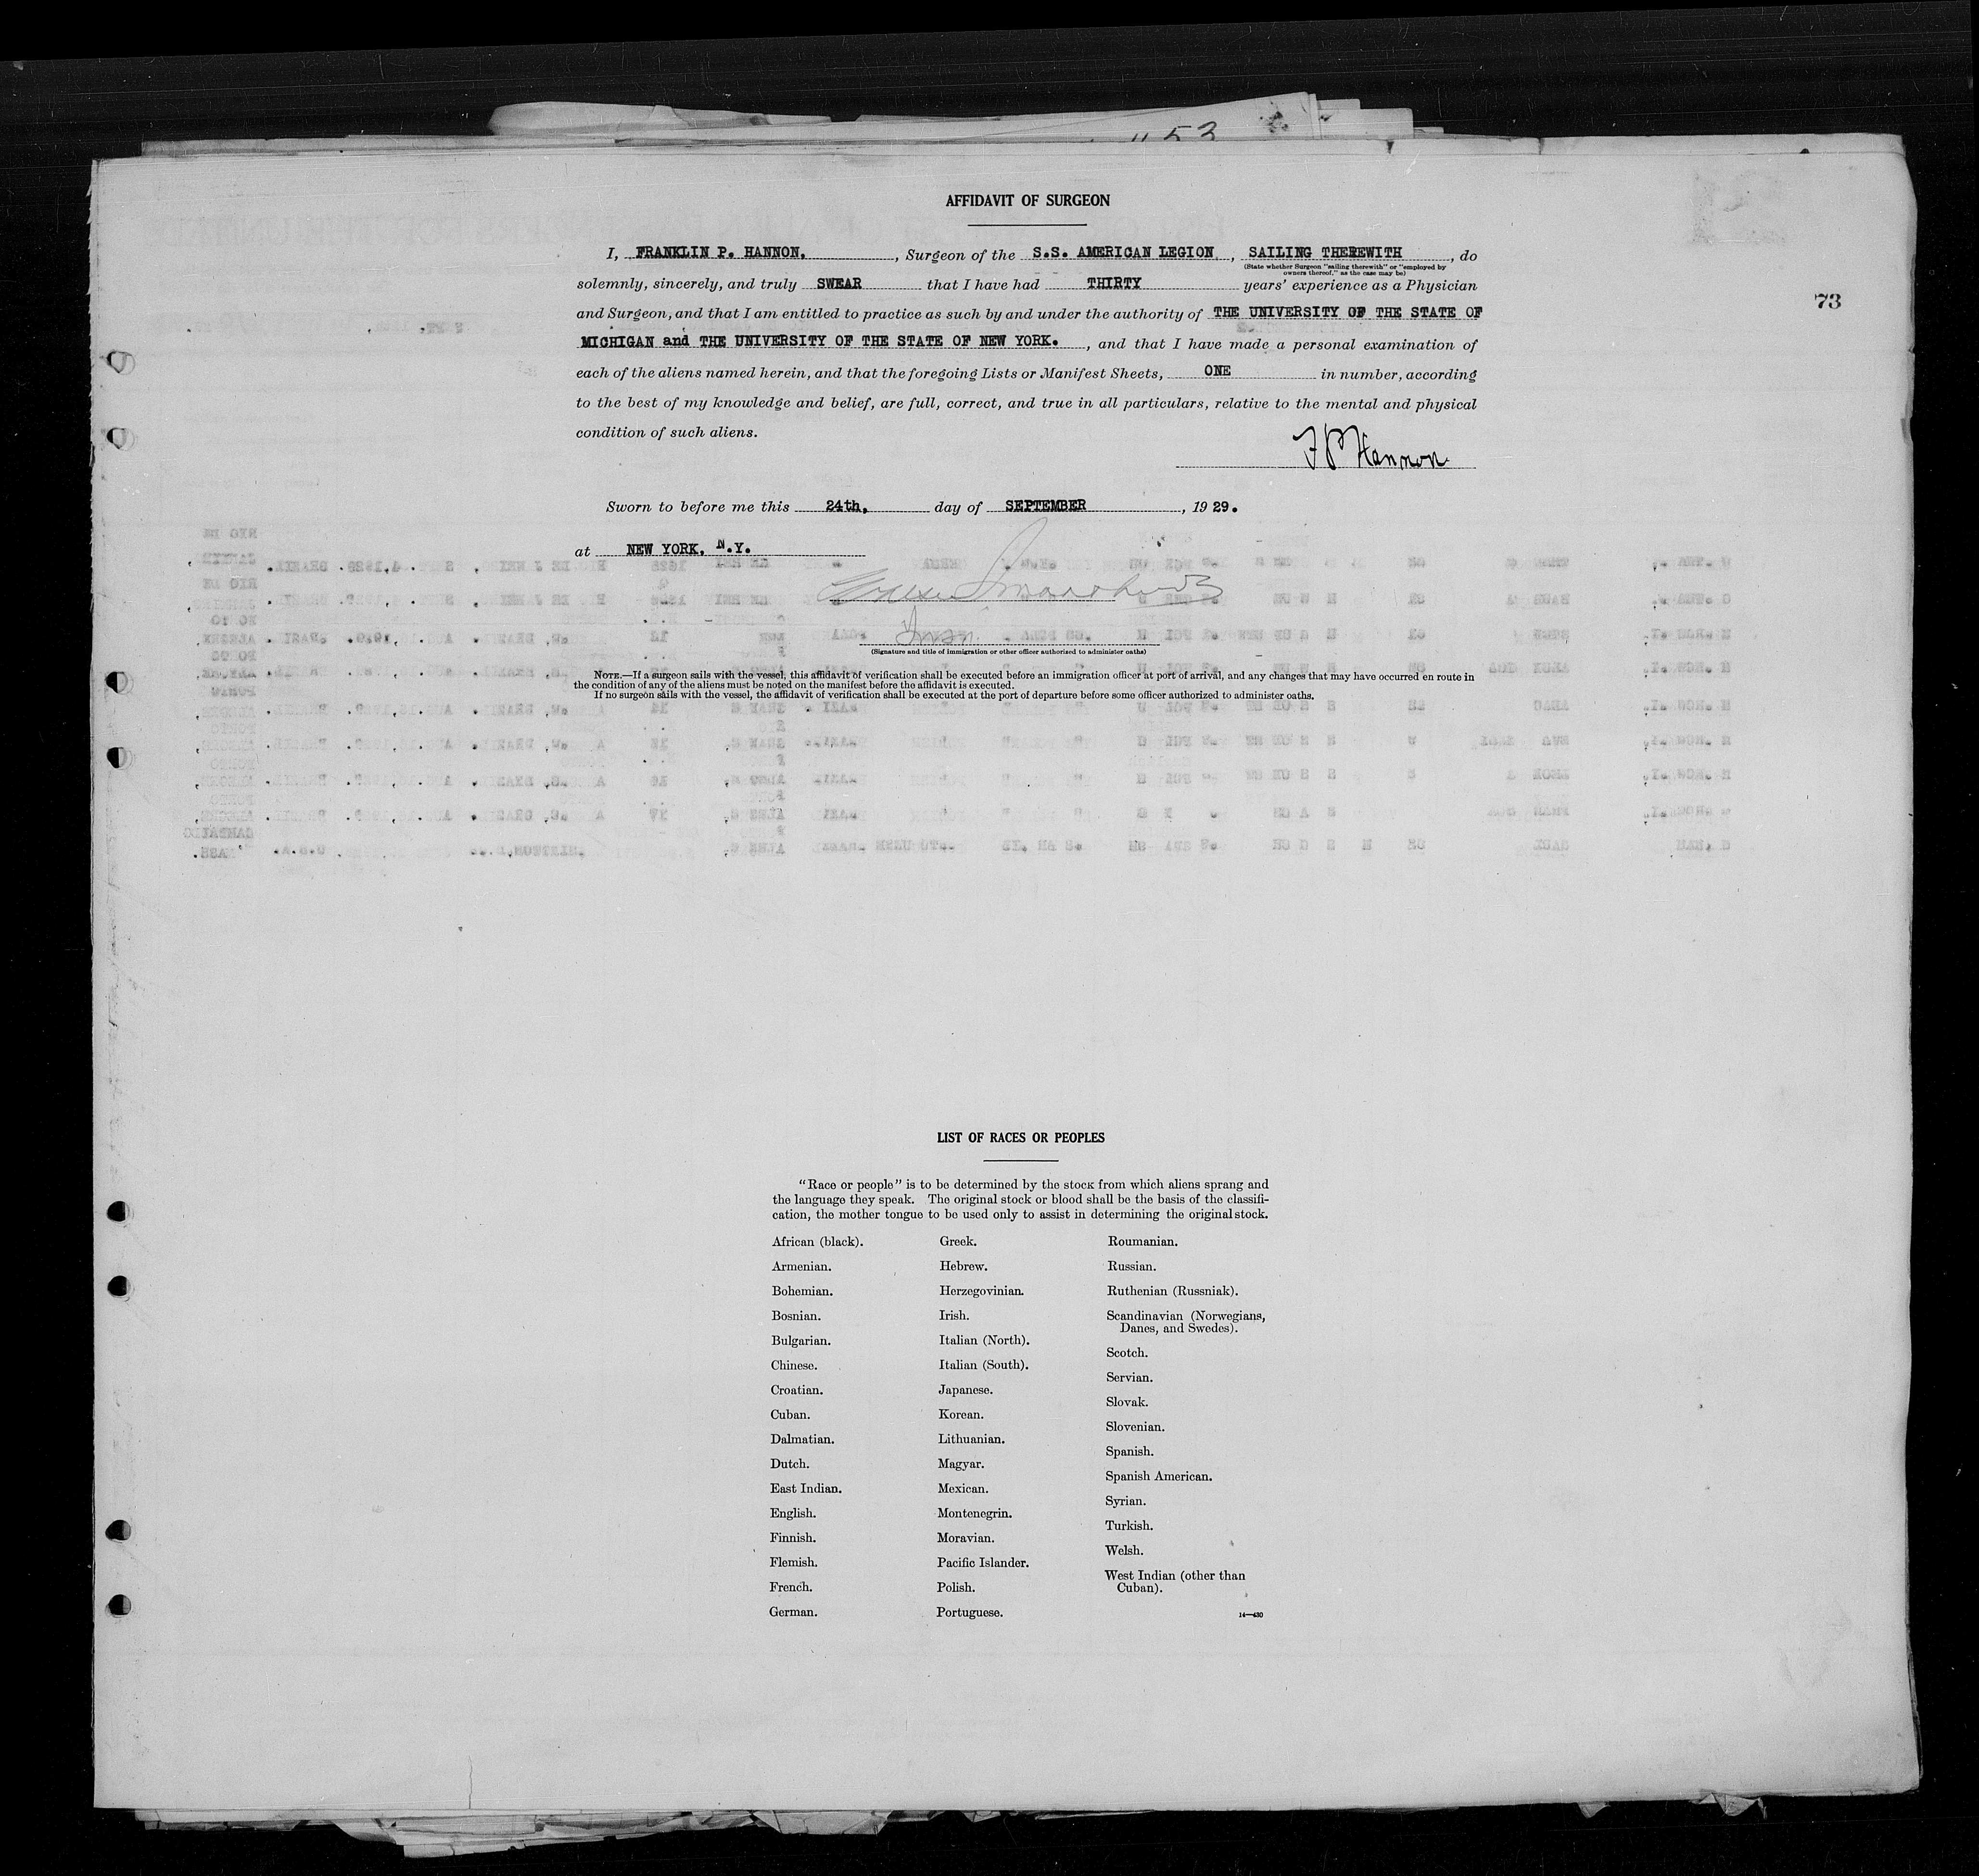 " 53
AFFIDAVIT OF SURGEON
I, FRANKLIN P. HANNON. , Surgeon of the S.S. AMERICAN LEGION , SAILING THEREWITH , do
(State whether Surgeon "sailing therewith" or "employed by
owners thereof," as the case may be)
solemnly, sincerely, and truly SWEAR that I have had THIRTY years' experience as a Physician
73
and Surgeon, and that I am entitled to practice as such by and under the authority of THE UNIVERSITY OF THE STATE OF
MICHIGAN and THE UNIVERSITY OF THE STATE OF NEW YORK. , and that I have made a personal examination of
each of the aliens named herein, and that the foregoing Lists or Manifest Sheets, ONE in number, according
to the best of my knowledge and belief, are full, correct, and true in all particulars, relative to the mental and physical
condition of such aliens.
F P Hannon
Sworn to before me this 24th, day of SEPTEMBER , 19 29.
at NEW YORK, N.Y.
(Signature and title of immigration or other officer authorized to administer oaths)
NOTE.—If a surgeon sails with the vessel, this affidavit of verification shall be executed before an immigration officer at port of arrival, and any changes that may have occurred en route in
the condition of any of the aliens must be noted on the manifest before the affidavit is executed.
If no surgeon sails with the vessel, the affidavit of verification shall be executed at the port of departure before some officer authorized to administer oaths.
LIST OF RACES OR PEOPLES
"Race or people" is to be determined by the stock from which aliens sprang and
the language they speak. The original stock or blood shall be the basis of the classifi-
cation, the mother tongue to be used only to assist in determining the original stock.
African (black).
Armenian.
Bohemian.
Bosnian.
Bulgarian.
Chinese.
Croatian.
Cuban.
Dalmatian.
Dutch.
East Indian.
English.
Finnish.
Flemish.
French.
German.
Greek.
Hebrew.
Herzegovinian.
Irish.
Italian (North).
Italian (South).
Japanese.
Korean.
Lithuanian.
Magyar.
Mexican.
Montenegrin.
Moravian.
Pacific Islander.
Polish.
Portuguese.
Roumanian.
Russian.
Ruthenian (Russniak).
Scandinavian (Norwegians,
Danes, and Swedes).
Scotch.
Servian.
Slovak.
Slovenian.
Spanish.
Spanish American.
Syrian.
Turkish.
Welsh.
West Indian (other than
Cuban).
14—430